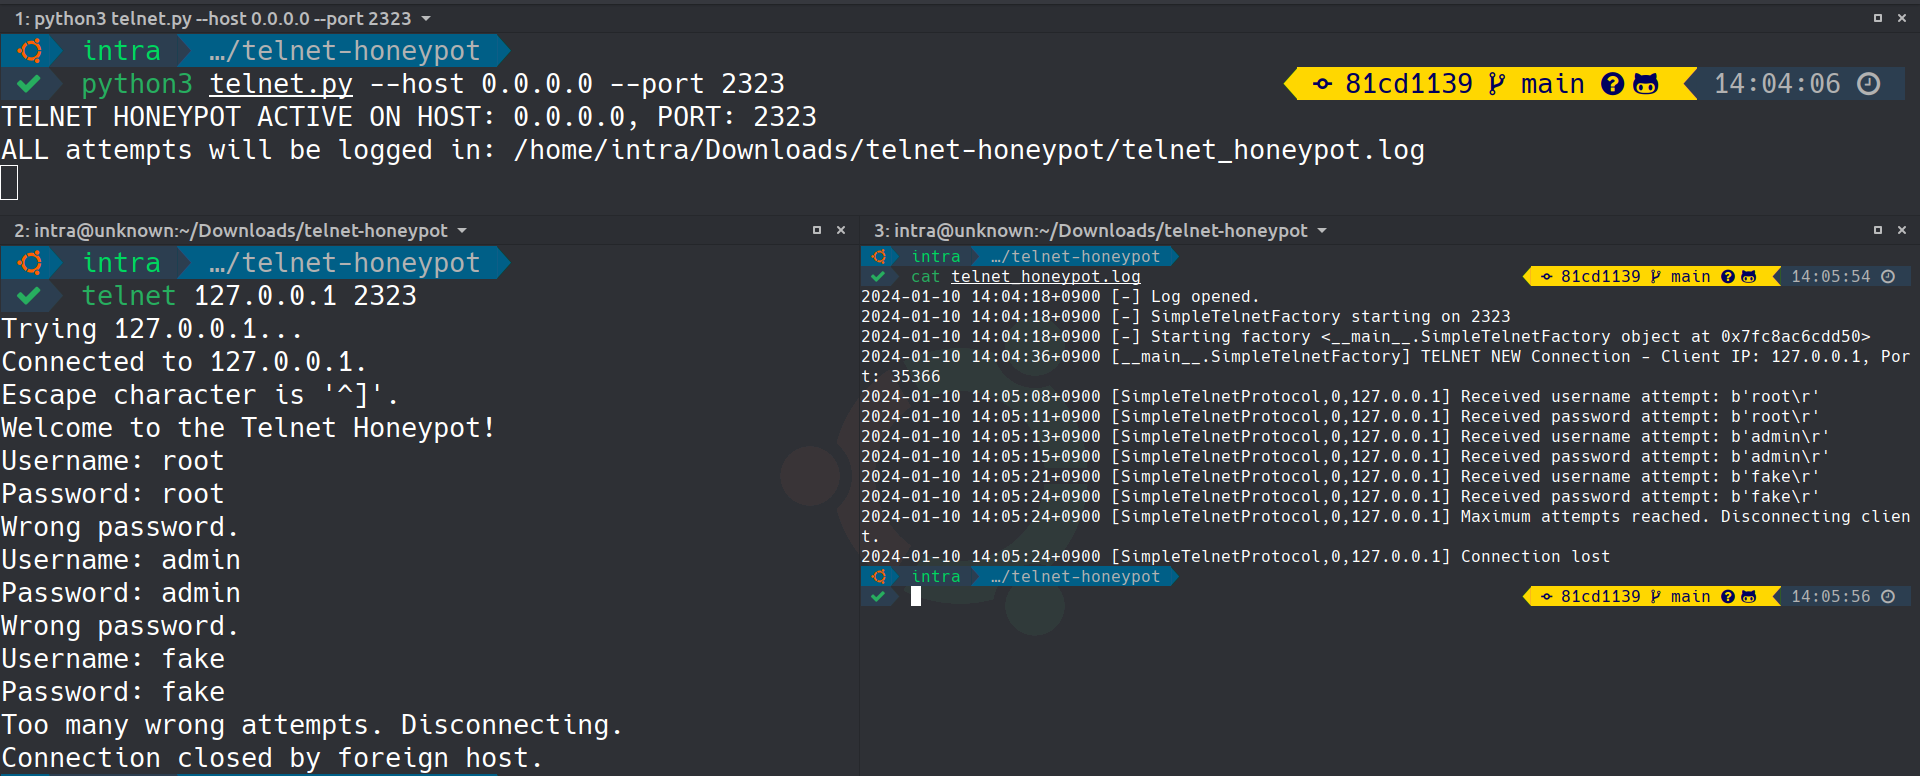 1: python3 telnet.py --host 0.0.0.0 --port 2323
intra …/telnet-honeypot
python3 telnet.py --host 0.0.0.0 --port 2323 81cd1139 main 14:04:06
TELNET HONEYPOT ACTIVE ON HOST: 0.0.0.0, PORT: 2323
ALL attempts will be logged in: /home/intra/Downloads/telnet-honeypot/telnet_honeypot.log
2: intra@unknown:~/Downloads/telnet-honeypot
intra …/telnet-honeypot
telnet 127.0.0.1 2323
Trying 127.0.0.1...
Connected to 127.0.0.1.
Escape character is '^]'.
Welcome to the Telnet Honeypot!
Username: root
Password: root
Wrong password.
Username: admin
Password: admin
Wrong password.
Username: fake
Password: fake
Too many wrong attempts. Disconnecting.
Connection closed by foreign host.
3: intra@unknown:~/Downloads/telnet-honeypot
intra …/telnet-honeypot
cat telnet_honeypot.log 81cd1139 main 14:05:54
2024-01-10 14:04:18+0900 [-] Log opened.
2024-01-10 14:04:18+0900 [-] SimpleTelnetFactory starting on 2323
2024-01-10 14:04:18+0900 [-] Starting factory <__main__.SimpleTelnetFactory object at 0x7fc8ac6cdd50>
2024-01-10 14:04:36+0900 [__main__.SimpleTelnetFactory] TELNET NEW Connection - Client IP: 127.0.0.1, Por
t: 35366
2024-01-10 14:05:08+0900 [SimpleTelnetProtocol,0,127.0.0.1] Received username attempt: b'root\r'
2024-01-10 14:05:11+0900 [SimpleTelnetProtocol,0,127.0.0.1] Received password attempt: b'root\r'
2024-01-10 14:05:13+0900 [SimpleTelnetProtocol,0,127.0.0.1] Received username attempt: b'admin\r'
2024-01-10 14:05:15+0900 [SimpleTelnetProtocol,0,127.0.0.1] Received password attempt: b'admin\r'
2024-01-10 14:05:21+0900 [SimpleTelnetProtocol,0,127.0.0.1] Received username attempt: b'fake\r'
2024-01-10 14:05:24+0900 [SimpleTelnetProtocol,0,127.0.0.1] Received password attempt: b'fake\r'
2024-01-10 14:05:24+0900 [SimpleTelnetProtocol,0,127.0.0.1] Maximum attempts reached. Disconnecting clien
t.
2024-01-10 14:05:24+0900 [SimpleTelnetProtocol,0,127.0.0.1] Connection lost
intra …/telnet-honeypot
81cd1139 main 14:05:56